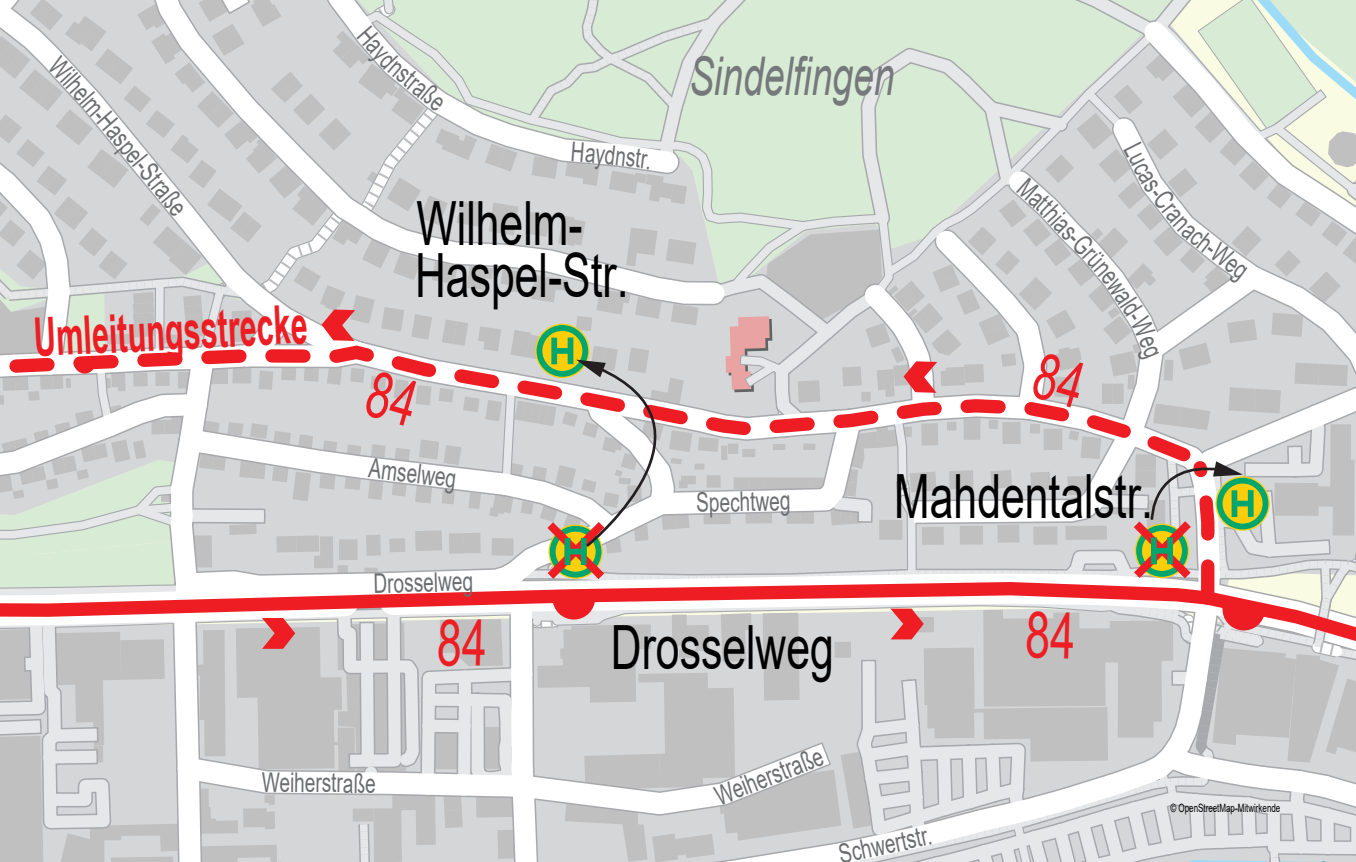 Haydnstraße
Sindelfingen
Wilhelm-Haspel-Straße
Haydnstr.
Lucas-Cranach-Weg
Matthias-Grünewald-Weg
Wilhelm-
Haspel-Str.
Umleitungsstrecke
H
84
84
Amselweg
Spechtweg
Mahdentalstr.
H
H
H
Drosselweg
84
Drosselweg
84
Weiherstraße
Weiherstraße
© OpenStreetMap-Mitwirkende
Schwertstr.